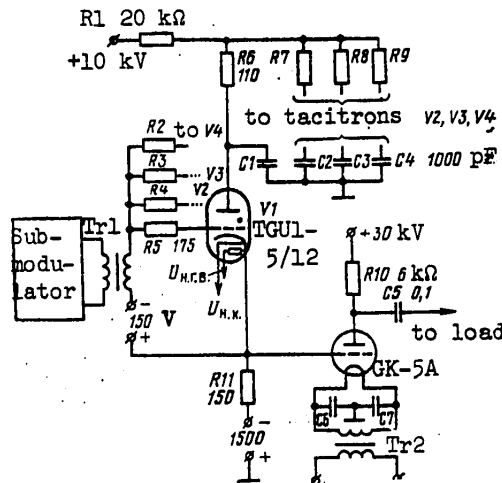 R1 20 kΩ
+10 kV
R6
110
R7
R8
R9
to tacitrons V2, V3, V4
R2 to V4
R3 V3
R4 V2
R5 175
C1
C2
C3
C4 1000 pF
V1
TGU1-
5/12
Tr1
Sub-
modu-
lator
Uн.г.в.
Uн.к.
150 V
+30 kV
R10 6 kΩ
C5 0,1
to load
GK-5A
R11
150
1500
C6
C7
Tr2